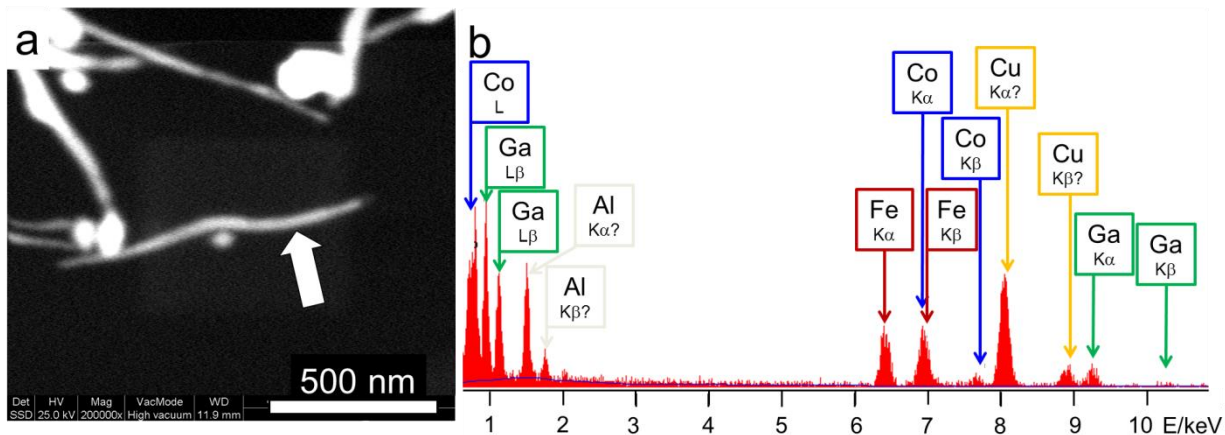 a
500 nm
Det HV Mag VacMode WD
SSD 25.0 kV 200000x High vacuum 11.9 mm
b
Co
L
Ga
Lβ
Ga
Lβ
Al
Kα?
Al
Kβ?
Fe
Kα
Co
Kα
Fe
Kβ
Co
Kβ
Cu
Kα?
Cu
Kβ?
Ga
Kα
Ga
Kβ
1 2 3 4 5 6 7 8 9 10 E/keV